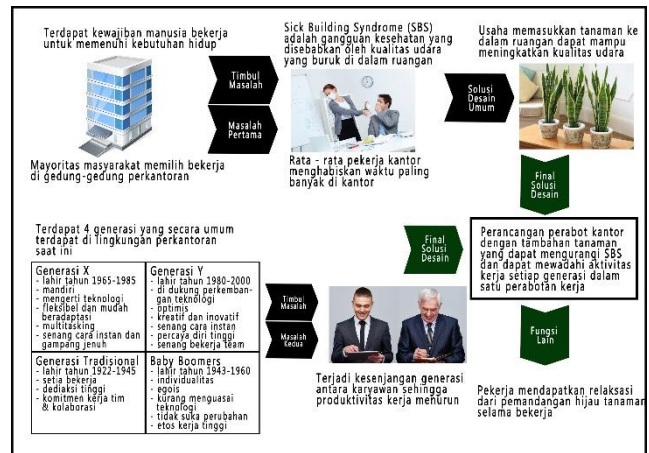 Terdapat kewajiban manusia bekerja
untuk memenuhi kebutuhan hidup
Mayoritas masyarakat memilih bekerja
di gedung-gedung perkantoran
Timbul
Masalah
Masalah
Pertama
Sick Building Syndrome (SBS)
adalah gangguan kesehatan yang
disebabkan oleh kualitas udara
yang buruk di dalam ruangan
Rata - rata pekerja kantor
menghabiskan waktu paling
banyak di kantor
Solusi
Desain
Umum
Usaha memasukkan tanaman ke
dalam ruangan dapat mampu
meningkatkan kualitas udara
Final
Solusi
Desain
Terdapat 4 generasi yang secara umum
terdapat di lingkungan perkantoran
saat ini
Generasi X
- lahir tahun 1965-1985
- mandiri
- mengerti teknologi
- fleksibel dan mudah
beradaptasi
- multitasking
- senang cara instan dan
gampang jenuh
Generasi Y
- lahir tahun 1980-2000
- di dukung perkemban-
gan teknologi
- optimis
- kreatif dan inovatif
- senang cara instan
- percaya diri tinggi
- senang bekerja team
Generasi Tradisional
- lahir tahun 1922-1945
- setia bekerja
- dediaksi tinggi
- komitmen kerja tim
& kolaborasi
Baby Boomers
- lahir tahun 1943-1960
- individualitas
- egois
- kurang menguasai
teknologi
- tidak suka perubahan
- etos kerja tinggi
Timbul
Masalah
Masalah
Kedua
Terjadi kesenjangan generasi
antara karyawan sehingga
produktivitas kerja menurun
Final
Solusi
Desain
Perancangan perabot kantor
dengan tambahan tanaman
yang dapat mengurangi SBS
dan dapat mewadahi aktivitas
kerja setiap generasi dalam
satu perabotan kerja
Fungsi
Lain
Pekerja mendapatkan relaksasi
dari pemandangan hijau tanaman
selama bekerja